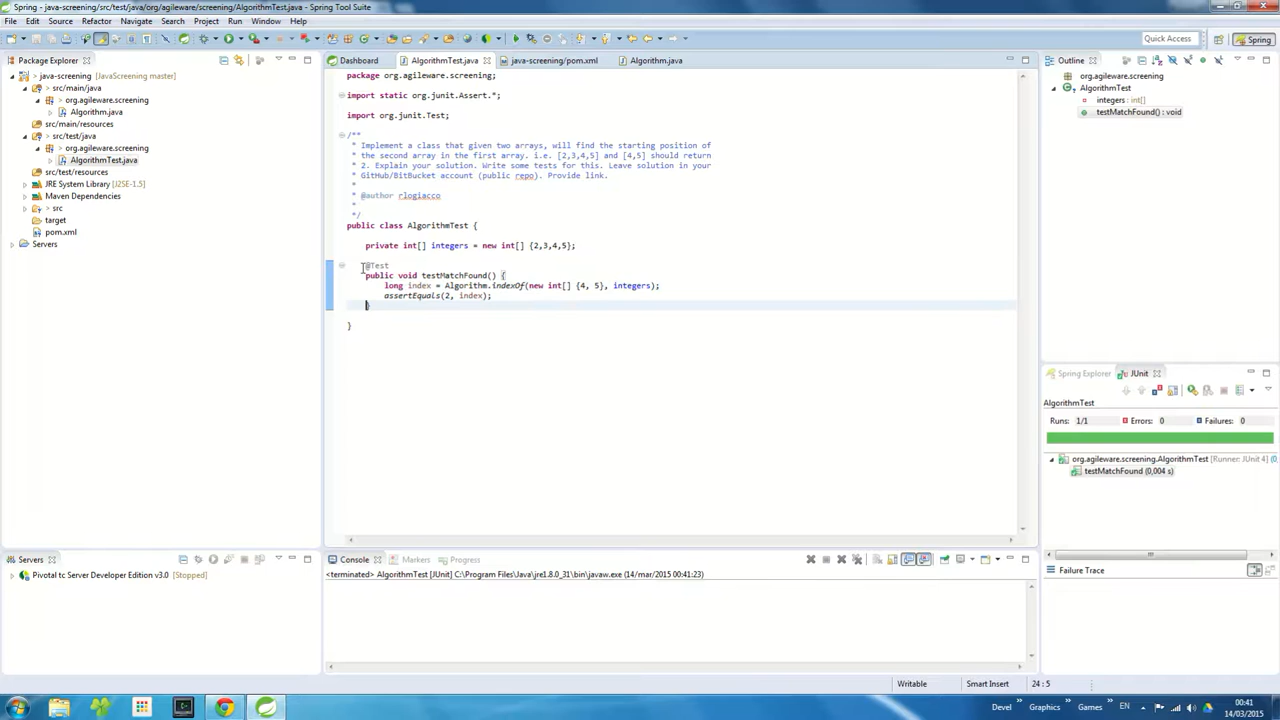 Spring - java-screening/src/test/java/org/agileware/screening/AlgorithmTest.java - Spring Tool Suite
File Edit Source Refactor Navigate Search Project Run Window Help
Quick Access
Spring
Package Explorer
java-screening [JavaScreening master]
src/main/java
org.agileware.screening
Algorithm.java
src/main/resources
src/test/java
org.agileware.screening
AlgorithmTest.java
src/test/resources
JRE System Library [J2SE-1.5]
Maven Dependencies
src
target
pom.xml
Servers
Dashboard AlgorithmTest.java java-screening/pom.xml Algorithm.java
package org.agileware.screening;
import static org.junit.Assert.*;
import org.junit.Test;
/**
* Implement a class that given two arrays, will find the starting position of
* the second array in the first array. i.e. [2,3,4,5] and [4,5] should return
* 2. Explain your solution. Write some tests for this. Leave solution in your
* GitHub/BitBucket account (public repo). Provide link.
*
* @author rlogiacco
*
*/
public class AlgorithmTest {
private int[] integers = new int[] {2,3,4,5};
@Test
public void testMatchFound() {
long index = Algorithm.indexOf(new int[] {4, 5}, integers);
assertEquals(2, index);
}
}
Outline
org.agileware.screening
AlgorithmTest
integers : int[]
testMatchFound() : void
Spring Explorer JUnit
AlgorithmTest
Runs: 1/1 Errors: 0 Failures: 0
org.agileware.screening.AlgorithmTest [Runner: JUnit 4] (0,
testMatchFound (0,004 s)
Failure Trace
Servers
Pivotal tc Server Developer Edition v3.0 [Stopped]
Console Markers Progress
<terminated> AlgorithmTest [JUnit] C:\Program Files\Java\jre1.8.0_31\bin\javaw.exe (14/mar/2015 00:41:23)
Writable Smart Insert 24 : 5
Devel Graphics Games EN 00:41
14/03/2015